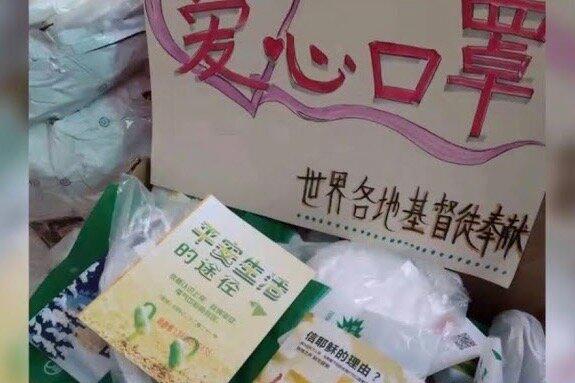 爱心口罩
世界各地基督徒奉献
平安生活
的途径
信耶稣的理由?